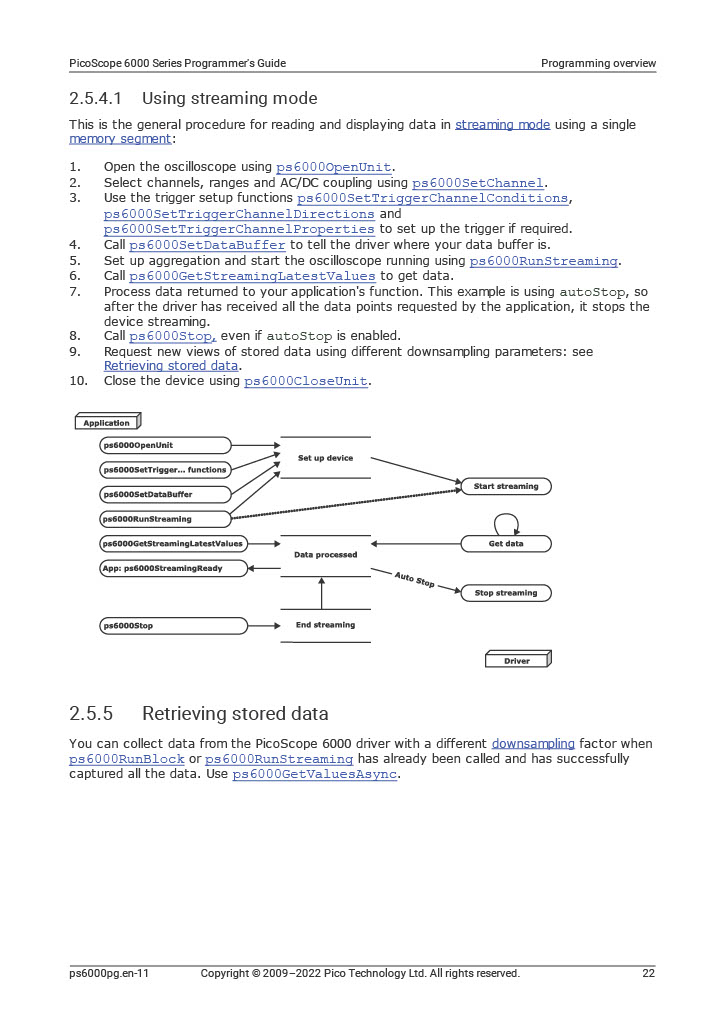 PicoScope 6000 Series Programmer's Guide
Programming overview
2.5.4.1 Using streaming mode
This is the general procedure for reading and displaying data in streaming mode using a single
memory segment:
1. Open the oscilloscope using ps6000OpenUnit.
2. Select channels, ranges and AC/DC coupling using ps6000SetChannel.
3. Use the trigger setup functions ps6000SetTriggerChannelConditions,
ps6000SetTriggerChannelDirections and
ps6000SetTriggerChannelProperties to set up the trigger if required.
4. Call ps6000SetDataBuffer to tell the driver where your data buffer is.
5. Set up aggregation and start the oscilloscope running using ps6000RunStreaming.
6. Call ps6000GetStreamingLatestValues to get data.
7. Process data returned to your application's function. This example is using autoStop, so
after the driver has received all the data points requested by the application, it stops the
device streaming.
8. Call ps6000Stop, even if autoStop is enabled.
9. Request new views of stored data using different downsampling parameters: see
Retrieving stored data.
10. Close the device using ps6000CloseUnit.
Application
ps6000OpenUnit
Set up device
ps6000SetTrigger... functions
Start streaming
ps6000SetDataBuffer
ps6000RunStreaming
ps6000GetStreamingLatestValues
Get data
Data processed
App: ps6000StreamingReady
Auto Stop
Stop streaming
ps6000Stop
End streaming
Driver
2.5.5 Retrieving stored data
You can collect data from the PicoScope 6000 driver with a different downsampling factor when
ps6000RunBlock or ps6000RunStreaming has already been called and has successfully
captured all the data. Use ps6000GetValuesAsync.
ps6000pg.en-11
Copyright © 2009–2022 Pico Technology Ltd. All rights reserved.
22